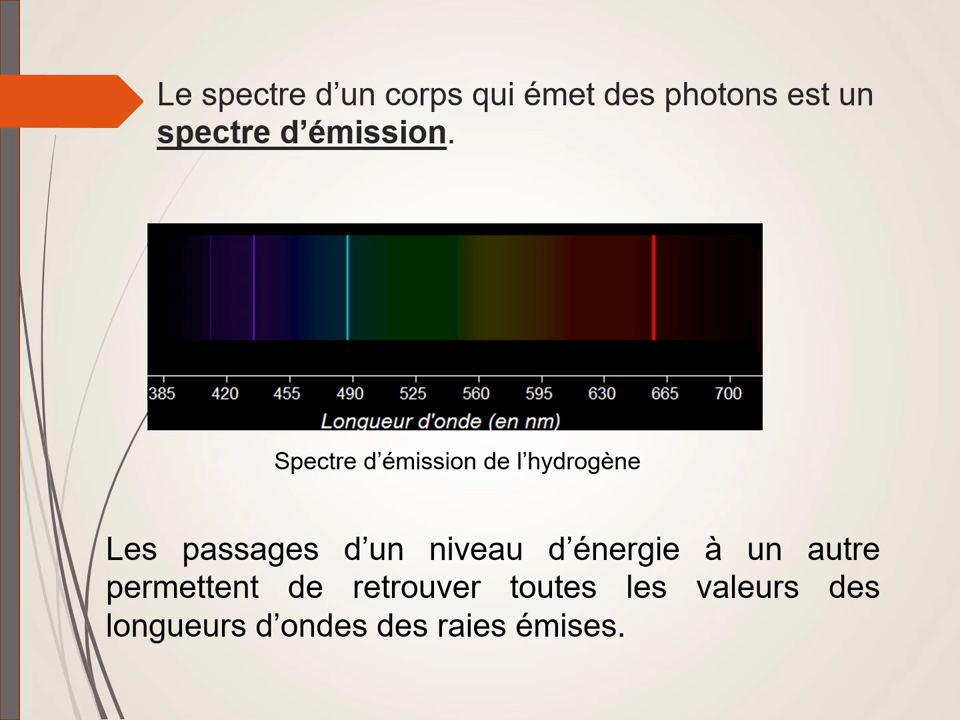 Le spectre d’un corps qui émet des photons est un
spectre d’émission.
385 420 455 490 525 560 595 630 665 700
Longueur d'onde (en nm)
Spectre d’émission de l’hydrogène
Les passages d’un niveau d’énergie à un autre
permettent de retrouver toutes les valeurs des
longueurs d’ondes des raies émises.